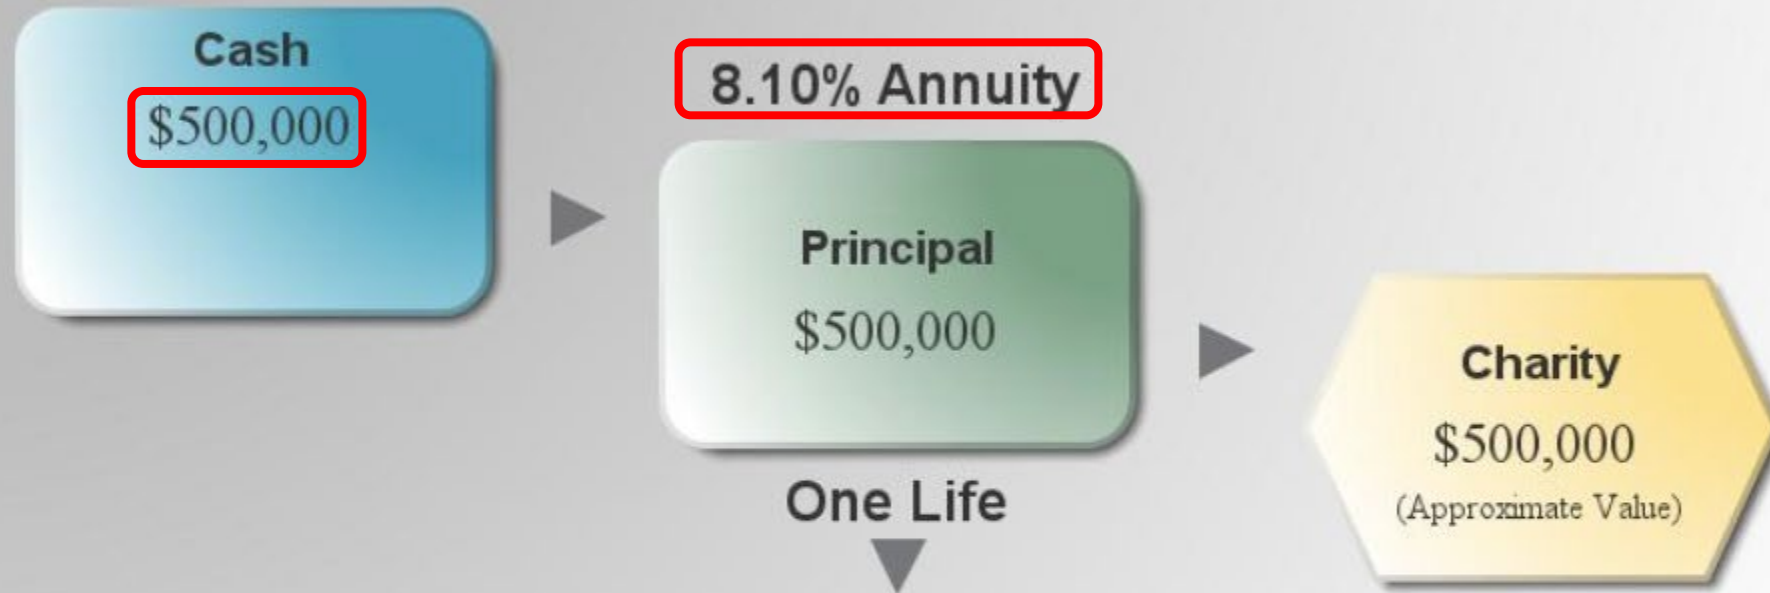 Cash
$500,000
8.10% Annuity
Principal
$500,000
One Life
Charity
$500,000
(Approximate Value)